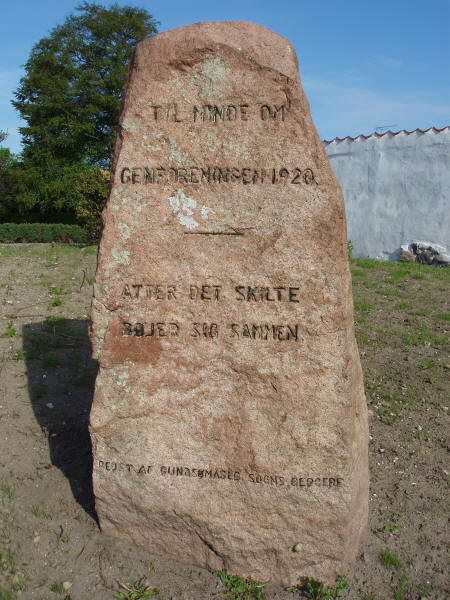 TIL MINDE OM
GENFORENINGEN 1920.
ATTER DET SKILTE
BØJER SIG SAMMEN
REJST AF GUNDSØMAGLE SOGNS BEBOERE